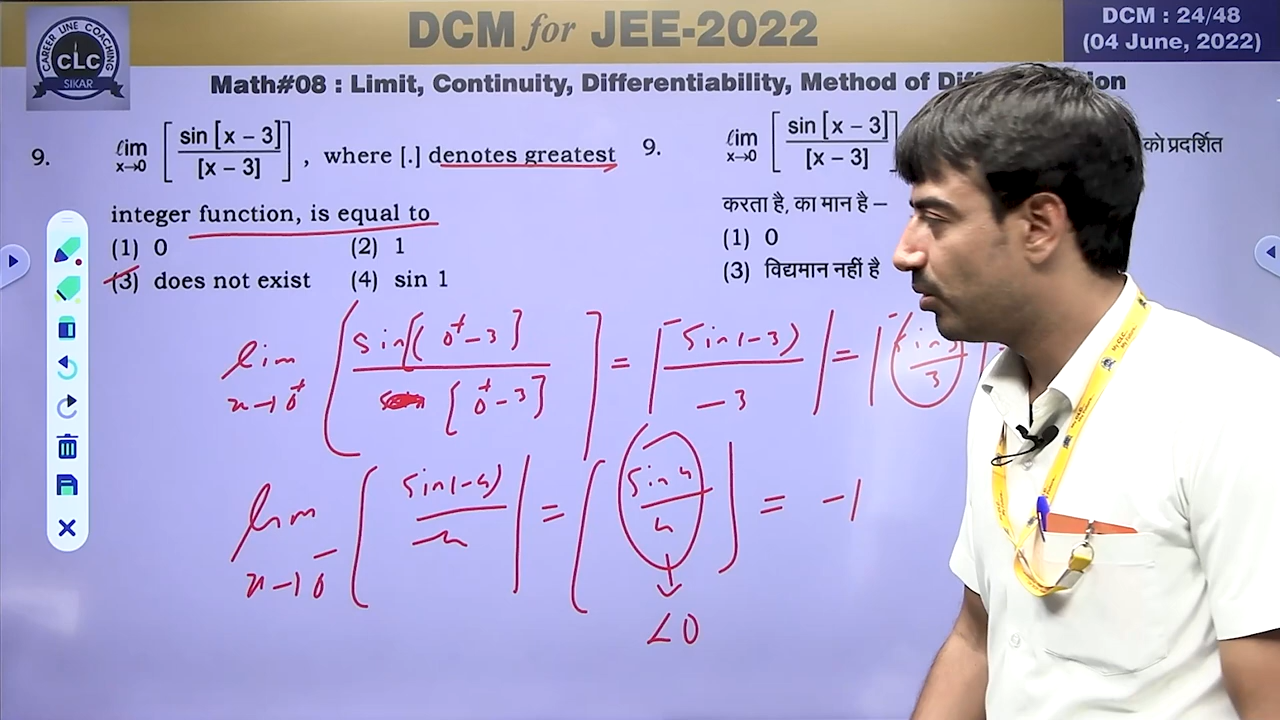 DCM for JEE-2022
DCM : 24/48
(04 June, 2022)
CAREER LINE COACHING
CLC
SIKAR
Math#08 : Limit, Continuity, Differentiability, Method of
9. lim x→0 [ sin [x – 3] / [x – 3] ] , where [.] denotes greatest
integer function, is equal to
(1) 0 (2) 1
(3) does not exist (4) sin 1
9. lim x→0 [ sin [x – 3] / [x – 3] ] को प्रदर्शित
करता है, का मान है –
(1) 0
(3) विद्यमान नहीं है
lim x→0⁺ [ sin[0⁺–3] / [0⁺–3] ] = [ sin(–3) / –3 ] = [ sin3 / 3 ]
lim x→0⁻ [ sin(–4) / –4 ] = [ sin4 / 4 ] = –1
<0